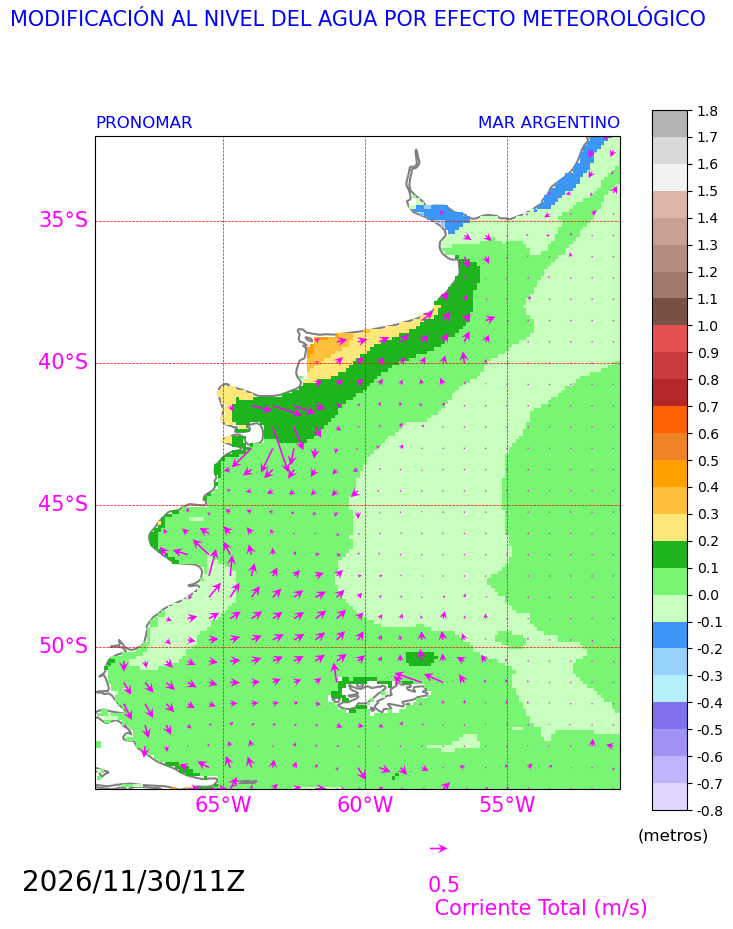 MODIFICACIÓN AL NIVEL DEL AGUA POR EFECTO METEOROLÓGICO
PRONOMAR
MAR ARGENTINO
35°S
40°S
45°S
50°S
65°W
60°W
55°W
1.8
1.7
1.6
1.5
1.4
1.3
1.2
1.1
1.0
0.9
0.8
0.7
0.6
0.5
0.4
0.3
0.2
0.1
0.0
-0.1
-0.2
-0.3
-0.4
-0.5
-0.6
-0.7
-0.8
(metros)
2026/11/30/11Z
0.5
Corriente Total (m/s)